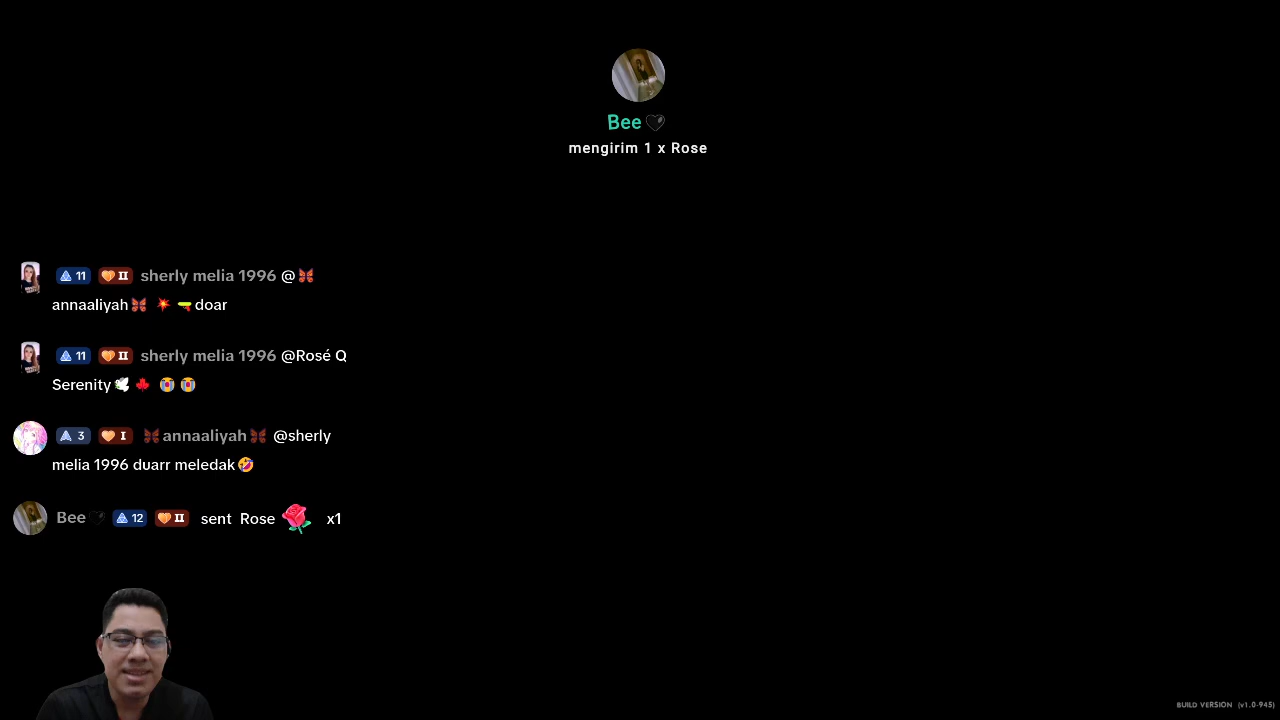 Bee🖤
mengirim 1 x Rose
11 II sherly melia 1996 @🦋
annaaliyah🦋 💥 🔫doar
11 II sherly melia 1996 @Rosé Q
Serenity🕊️🍁 😭😭
3 I 🦋annaaliyah🦋 @sherly
melia 1996 duarr meledak🤣
Bee🖤 12 II sent Rose 🌹 x1
BUILD VERSION (v1.0-945)